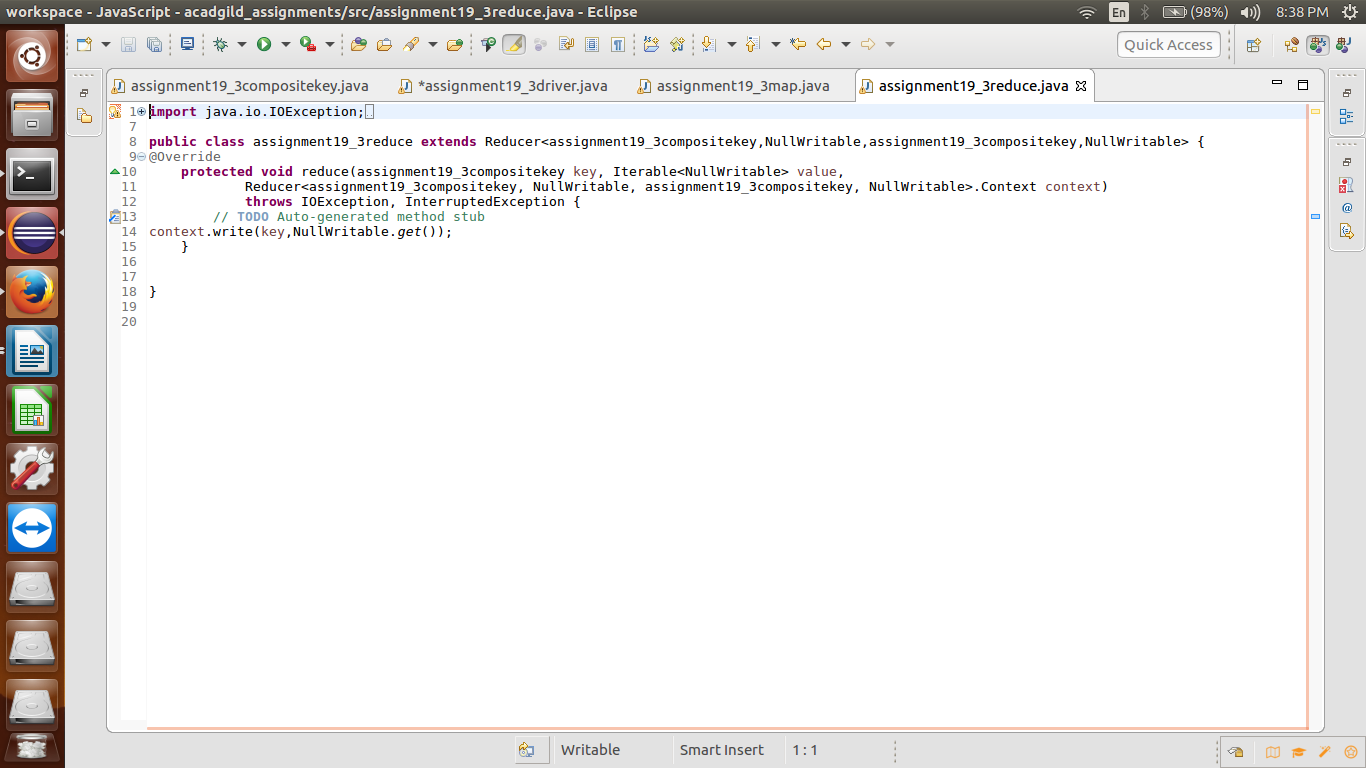 workspace - JavaScript - acadgild_assignments/src/assignment19_3reduce.java - Eclipse
En
(98%)
8:38 PM
Quick Access
assignment19_3compositekey.java
*assignment19_3driver.java
assignment19_3map.java
assignment19_3reduce.java
1 import java.io.IOException;
7
8 public class assignment19_3reduce extends Reducer<assignment19_3compositekey,NullWritable,assignment19_3compositekey,NullWritable> {
9 @Override
10     protected void reduce(assignment19_3compositekey key, Iterable<NullWritable> value,
11             Reducer<assignment19_3compositekey, NullWritable, assignment19_3compositekey, NullWritable>.Context context)
12             throws IOException, InterruptedException {
13         // TODO Auto-generated method stub
14 context.write(key,NullWritable.get());
15     }
16
17
18 }
19
20
Writable
Smart Insert
1 : 1